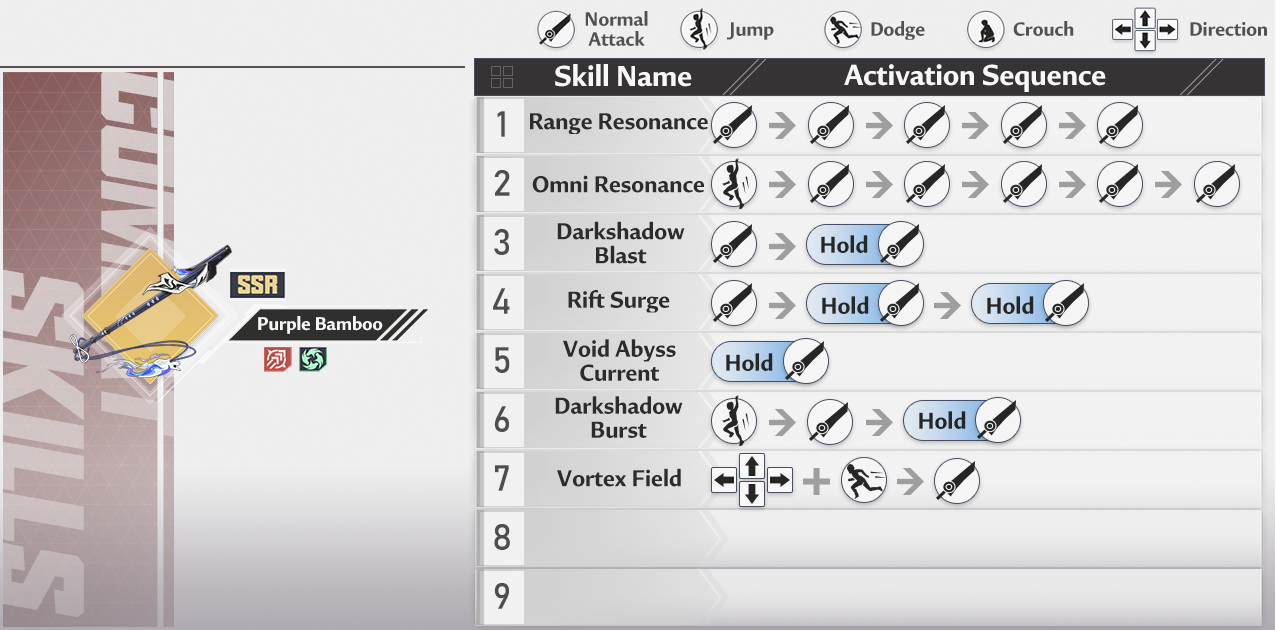 Normal
Attack
Jump
Dodge
Crouch
Direction
Skill Name
Activation Sequence
COMBAT
SKILLS
SSR
Purple Bamboo
1 Range Resonance
2 Omni Resonance
3 Darkshadow
Blast
Hold
4 Rift Surge
Hold Hold
5 Void Abyss
Current
Hold
6 Darkshadow
Burst
Hold
7 Vortex Field
8
9